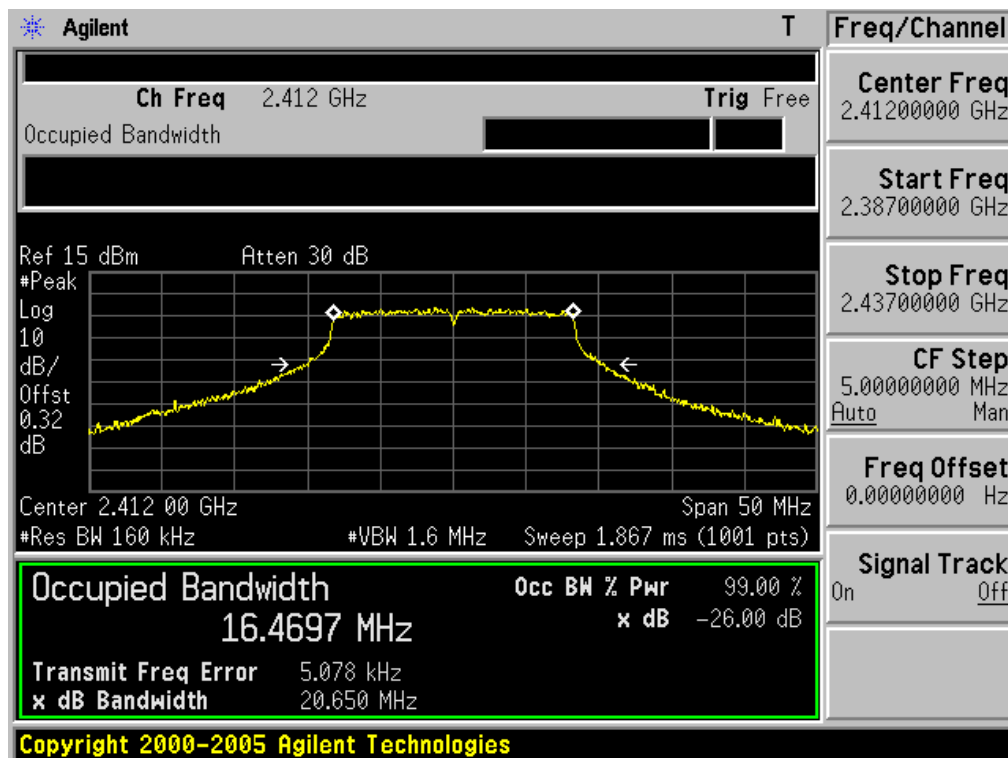 Agilent T
Freq/Channel
Ch Freq 2.412 GHz Trig Free
Occupied Bandwidth
Center Freq
2.41200000 GHz
Start Freq
2.38700000 GHz
Stop Freq
2.43700000 GHz
CF Step
5.00000000 MHz
Auto Man
Freq Offset
0.00000000 Hz
Signal Track
On Off
Ref 15 dBm Atten 30 dB
#Peak
Log
10
dB/
Offst
0.32
dB
Center 2.412 00 GHz Span 50 MHz
#Res BW 160 kHz #VBW 1.6 MHz Sweep 1.867 ms (1001 pts)
Occupied Bandwidth Occ BW % Pwr 99.00 %
16.4697 MHz x dB -26.00 dB
Transmit Freq Error 5.078 kHz
x dB Bandwidth 20.650 MHz
Copyright 2000-2005 Agilent Technologies